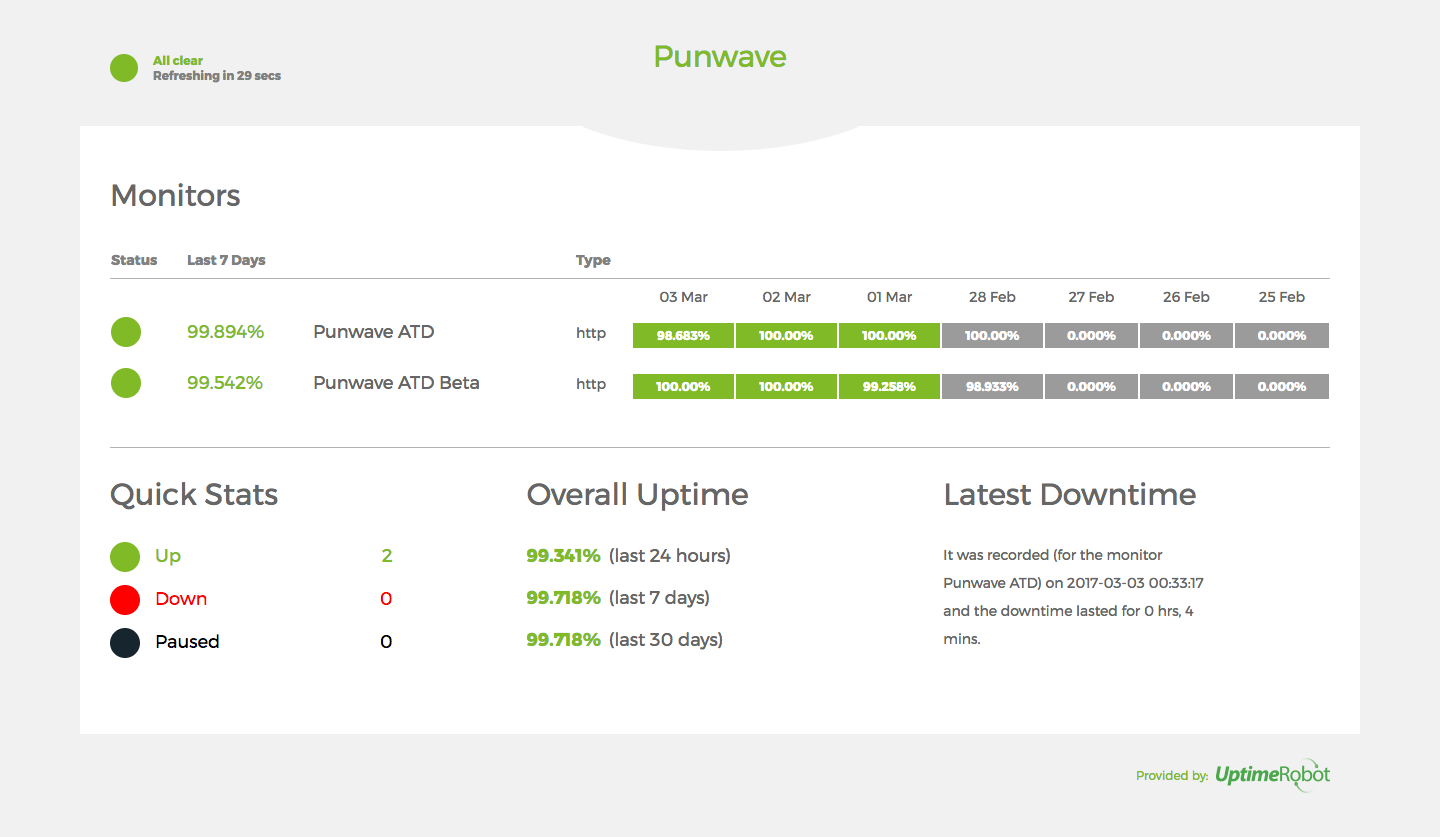 All clear
Refreshing in 29 secs
Punwave
Monitors
Status Last 7 Days Type
03 Mar 02 Mar 01 Mar 28 Feb 27 Feb 26 Feb 25 Feb
99.894% Punwave ATD http 98.683% 100.00% 100.00% 100.00% 0.000% 0.000% 0.000%
99.542% Punwave ATD Beta http 100.00% 100.00% 99.258% 98.933% 0.000% 0.000% 0.000%
Quick Stats
Up 2
Down 0
Paused 0
Overall Uptime
99.341% (last 24 hours)
99.718% (last 7 days)
99.718% (last 30 days)
Latest Downtime
It was recorded (for the monitor
Punwave ATD) on 2017-03-03 00:33:17
and the downtime lasted for 0 hrs, 4
mins.
Provided by: UptimeRobot